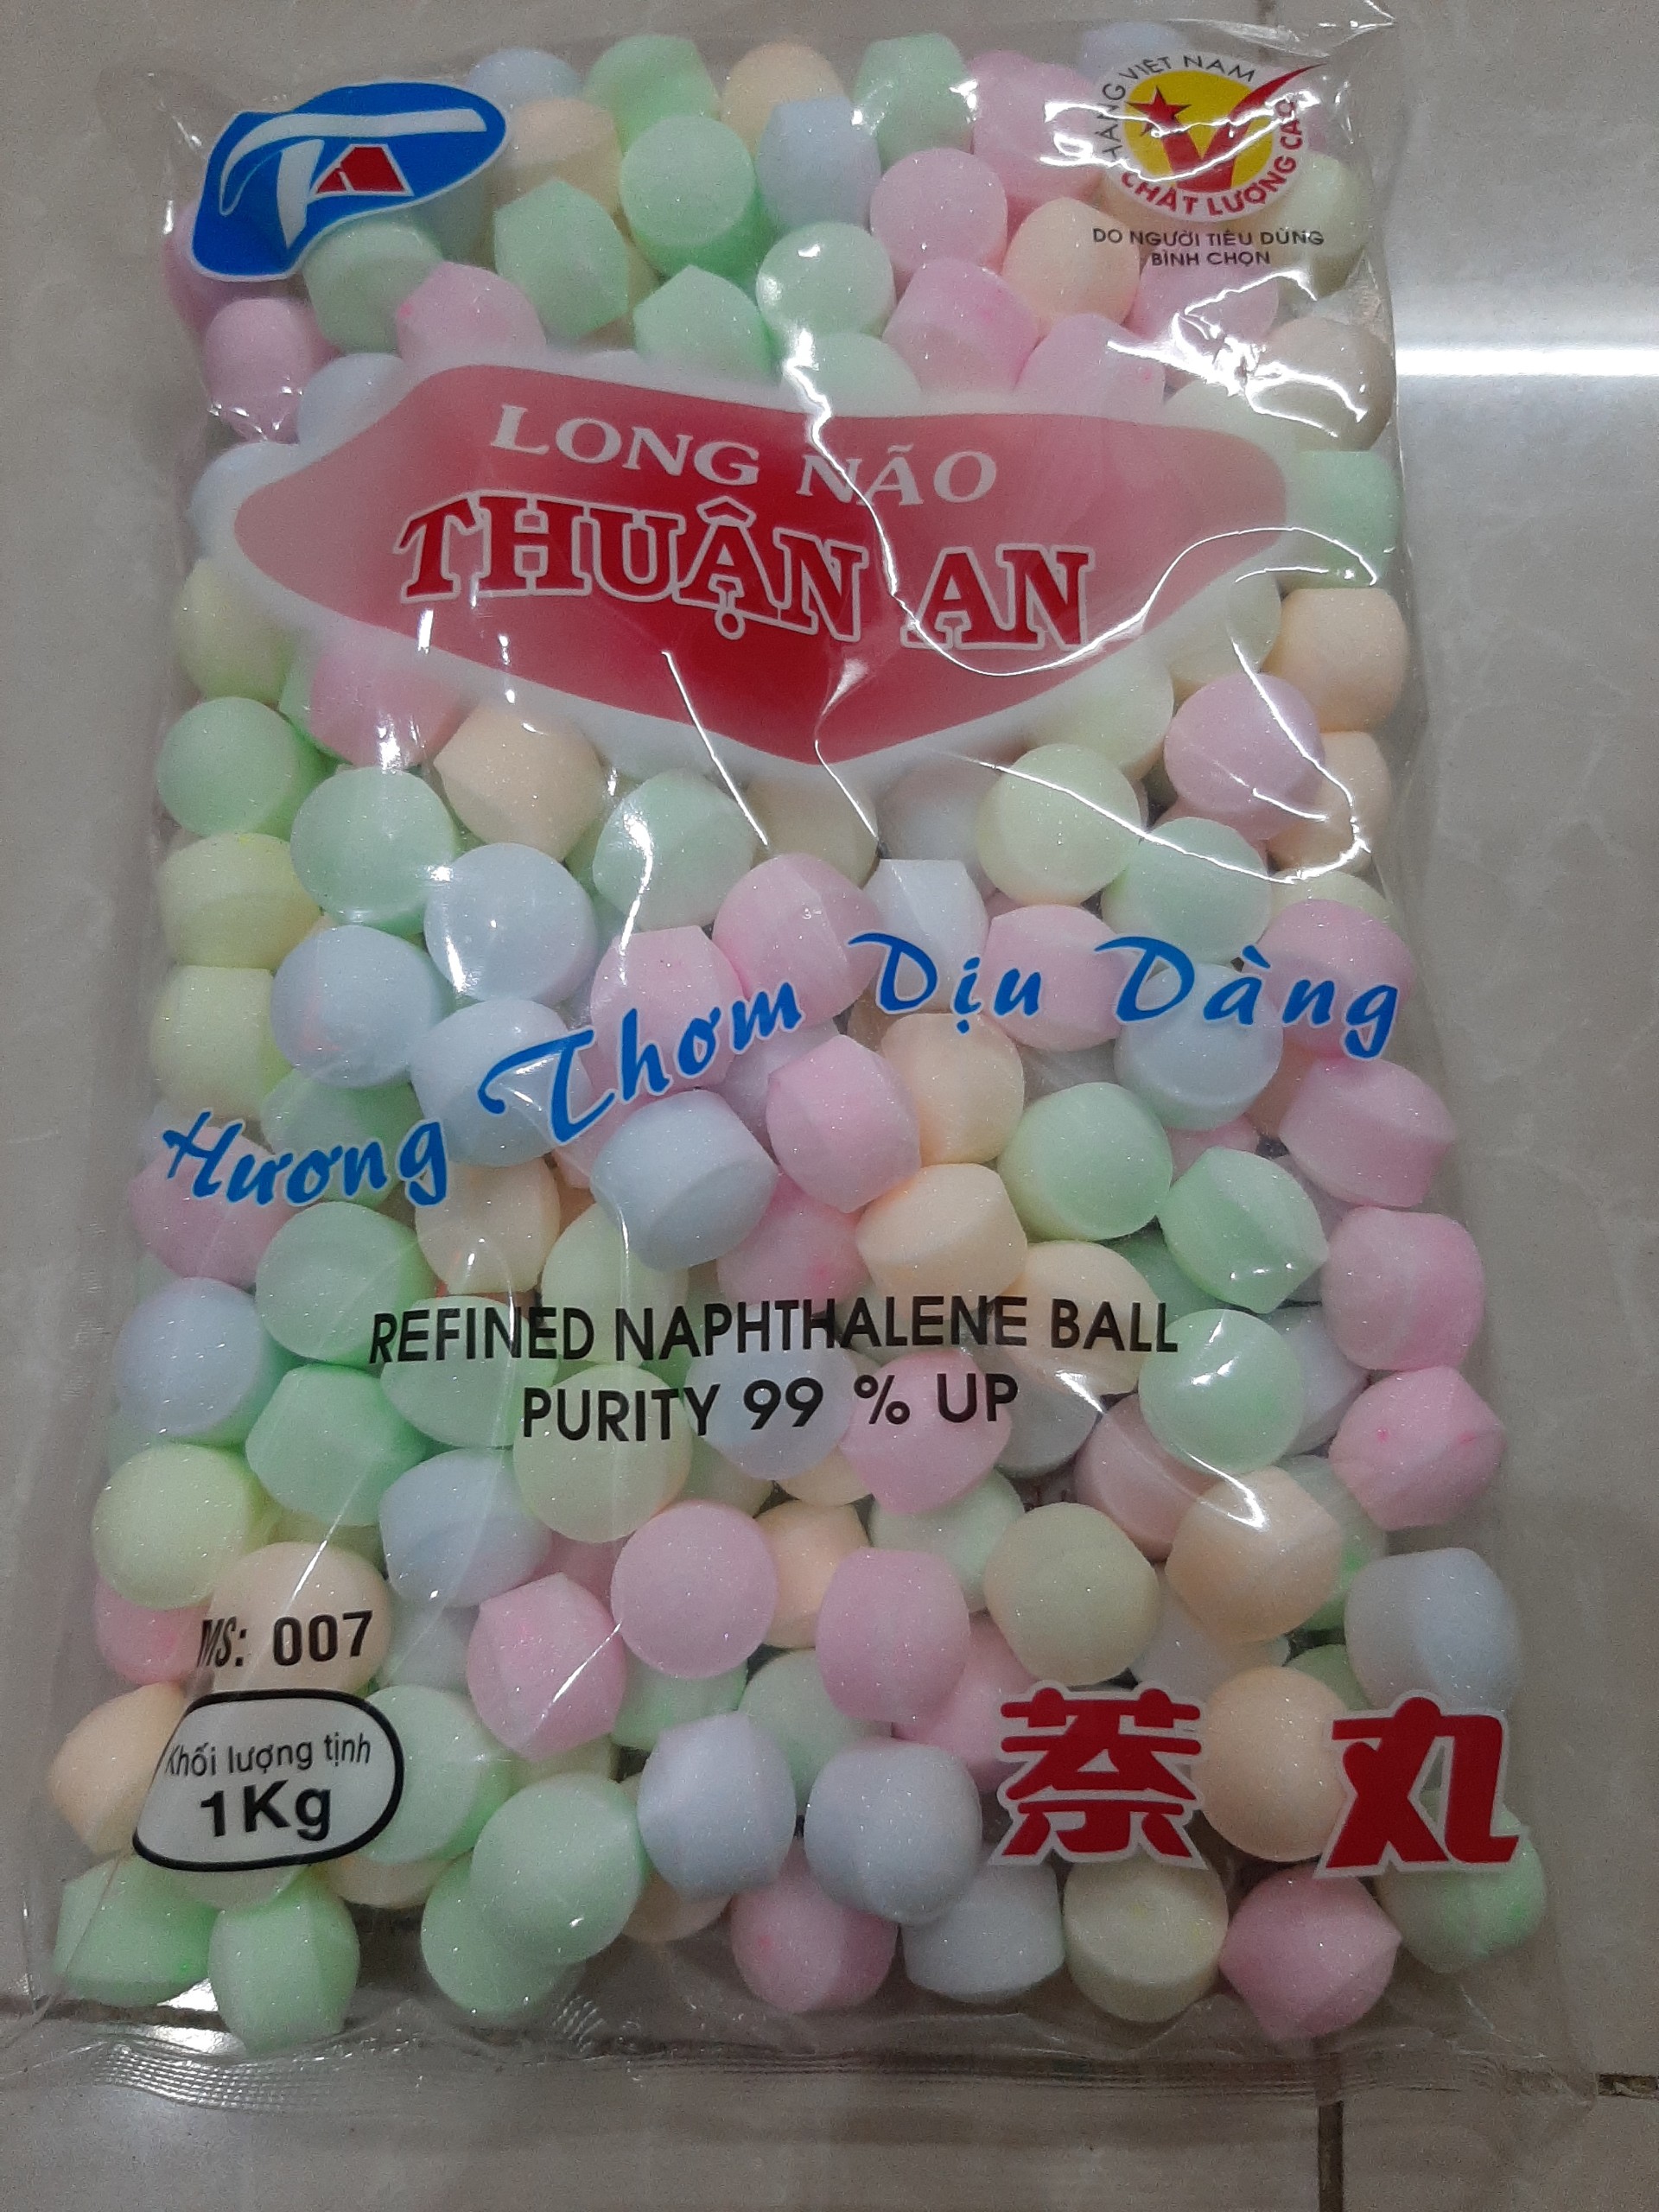 TA
HÀNG VIỆT NAM
CHẤT LƯỢNG CAO
DO NGƯỜI TIÊU DÙNG
BÌNH CHỌN
LONG NÃO
THUẬN AN
Hương Thơm Dịu Dàng
REFINED NAPHTHALENE BALL
PURITY 99 % UP
MS: 007
Khối lượng tịnh
1Kg
萘 丸